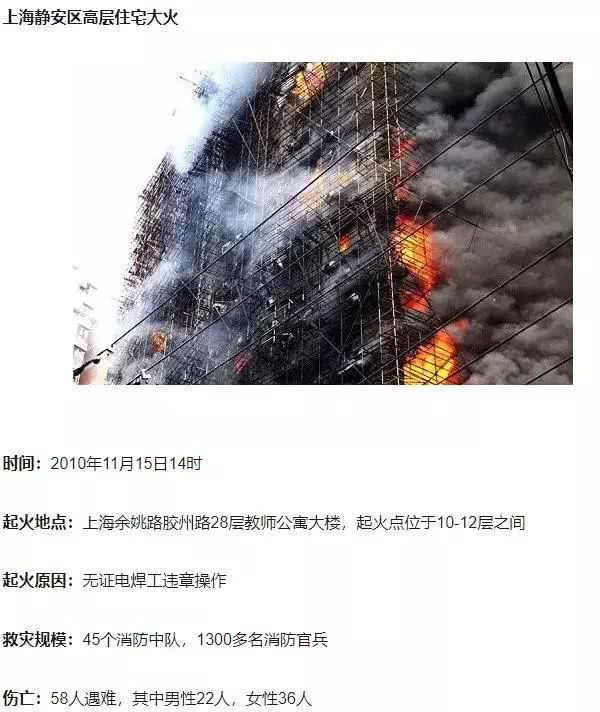 上海静安区高层住宅大火
时间：2010年11月15日14时
起火地点：上海余姚路胶州路28层教师公寓大楼，起火点位于10-12层之间
起火原因：无证电焊工违章操作
救灾规模：45个消防中队，1300多名消防官兵
伤亡：58人遇难，其中男性22人，女性36人